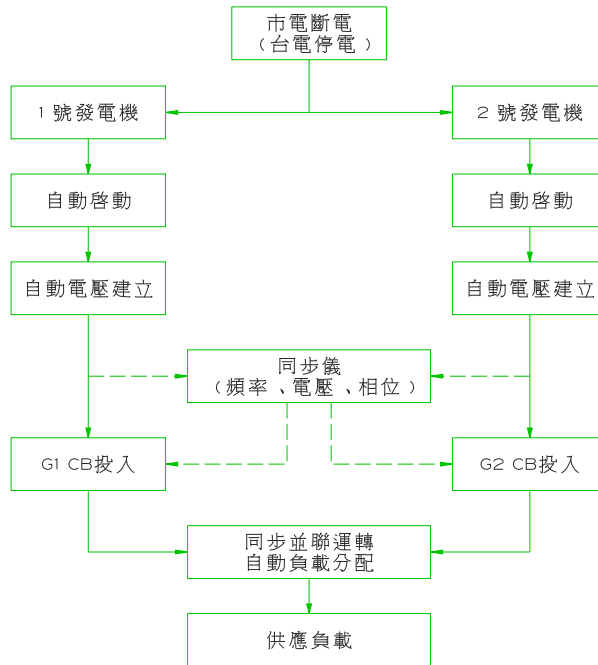 市電斷電
（台電停電）
1 號發電機
2 號發電機
自動啓動
自動啓動
自動電壓建立
自動電壓建立
同步儀
（頻率、電壓、相位）
G1 CB投入
G2 CB投入
同步並聯運轉
自動負載分配
供應負載